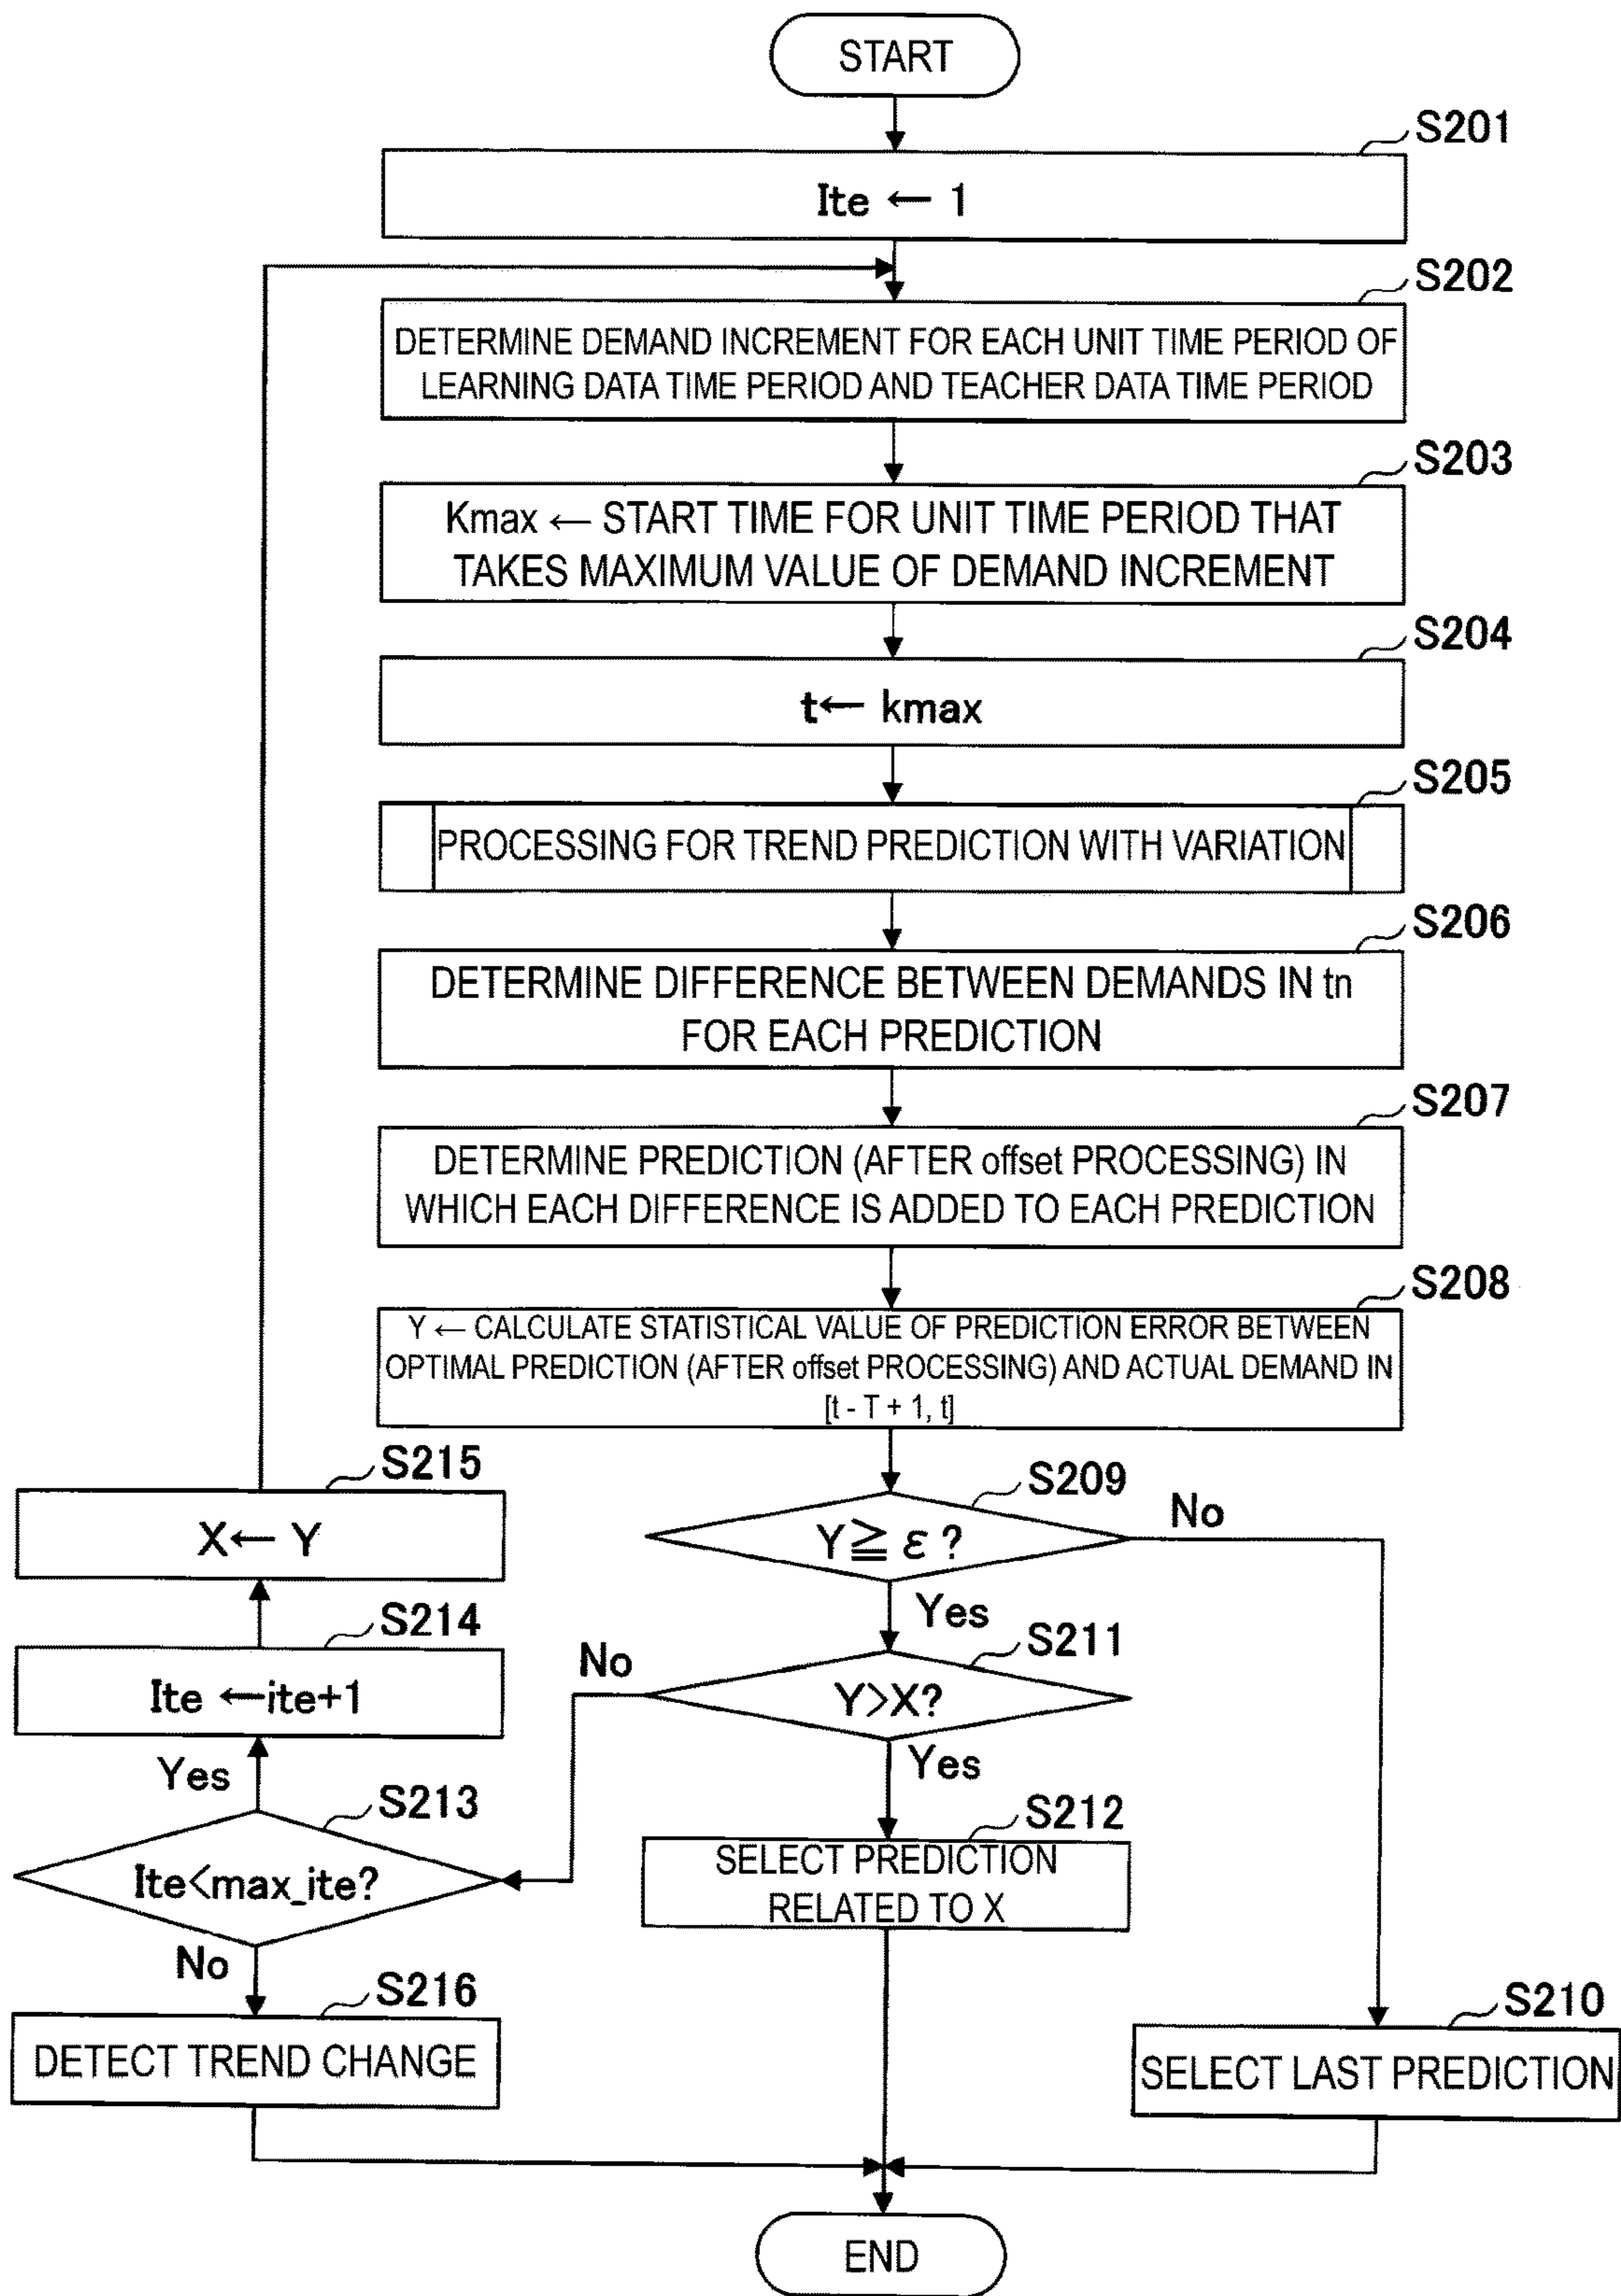 START
S201
Ite ← 1
S202
DETERMINE DEMAND INCREMENT FOR EACH UNIT TIME PERIOD OF
LEARNING DATA TIME PERIOD AND TEACHER DATA TIME PERIOD
S203
Kmax ← START TIME FOR UNIT TIME PERIOD THAT
TAKES MAXIMUM VALUE OF DEMAND INCREMENT
S204
t← kmax
S205
PROCESSING FOR TREND PREDICTION WITH VARIATION
S206
DETERMINE DIFFERENCE BETWEEN DEMANDS IN tn
FOR EACH PREDICTION
S207
DETERMINE PREDICTION (AFTER offset PROCESSING) IN
WHICH EACH DIFFERENCE IS ADDED TO EACH PREDICTION
S208
Y ← CALCULATE STATISTICAL VALUE OF PREDICTION ERROR BETWEEN
OPTIMAL PREDICTION (AFTER offset PROCESSING) AND ACTUAL DEMAND IN
[t - T + 1, t]
S209
Y≧ ε ?
No
Yes
S211
Y>X?
No
Yes
S212
SELECT PREDICTION
RELATED TO X
S215
X← Y
S214
Ite ←ite+1
Yes
S213
Ite<max_ite?
No
S216
DETECT TREND CHANGE
S210
SELECT LAST PREDICTION
END